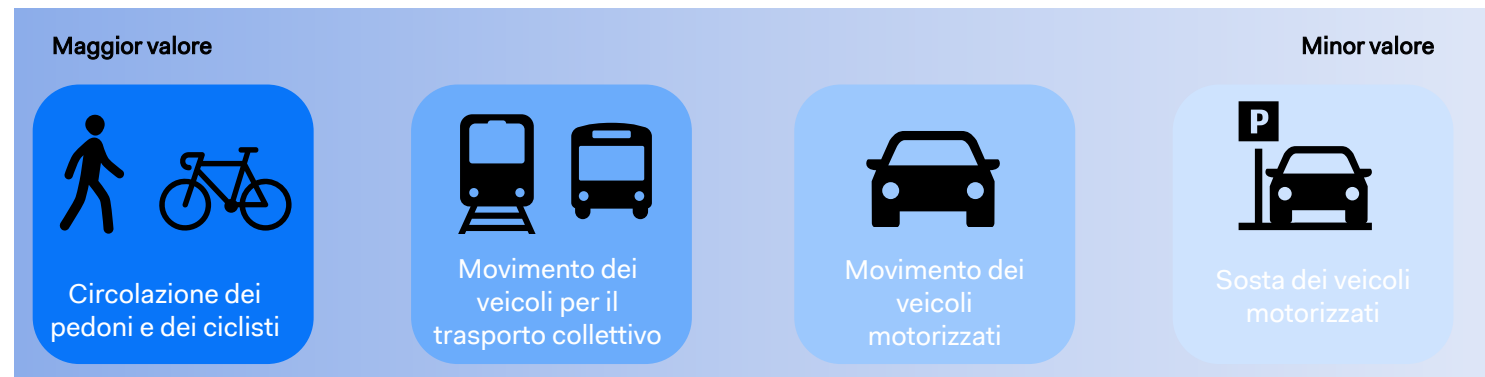 Maggior valore
Minor valore
Circolazione dei
pedoni e dei ciclisti
Movimento dei
veicoli per il
trasporto collettivo
Movimento dei
veicoli
motorizzati
P
Sosta dei veicoli
motorizzati